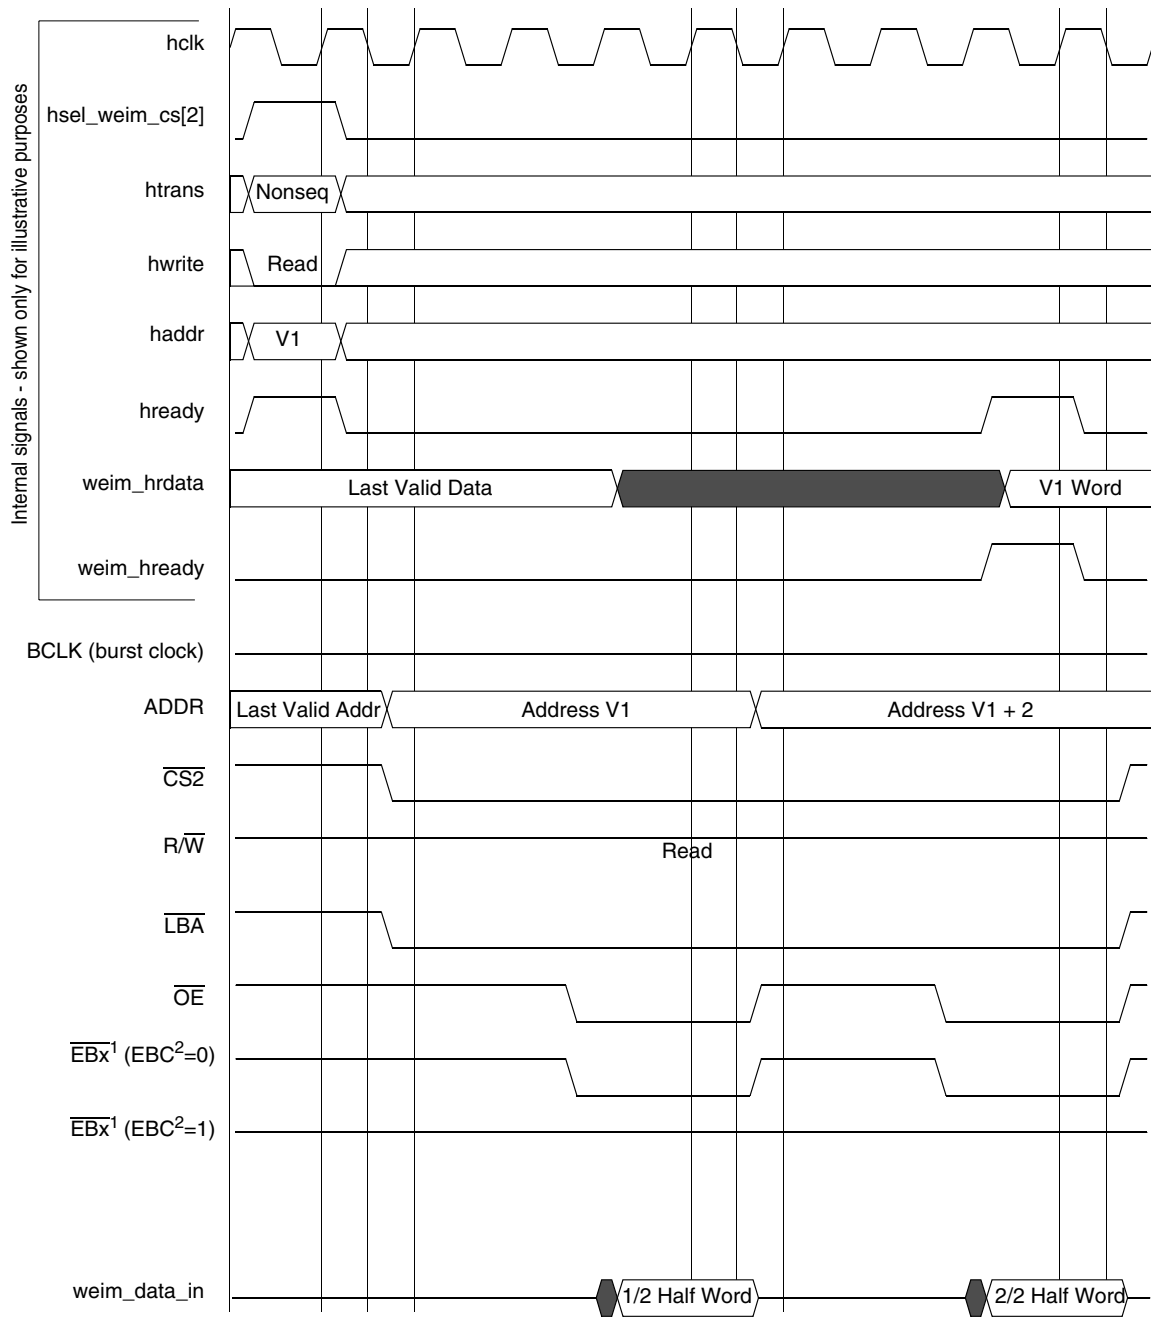 Internal signals - shown only for illustrative purposes
hclk
hsel_weim_cs[2]
htrans Nonseq
hwrite Read
haddr V1
hready
weim_hrdata Last Valid Data V1 Word
weim_hready
BCLK (burst clock)
ADDR Last Valid Addr Address V1 Address V1 + 2
CS2
R/W Read
LBA
OE
EBx1 (EBC2=0)
EBx1 (EBC2=1)
weim_data_in 1/2 Half Word 2/2 Half Word